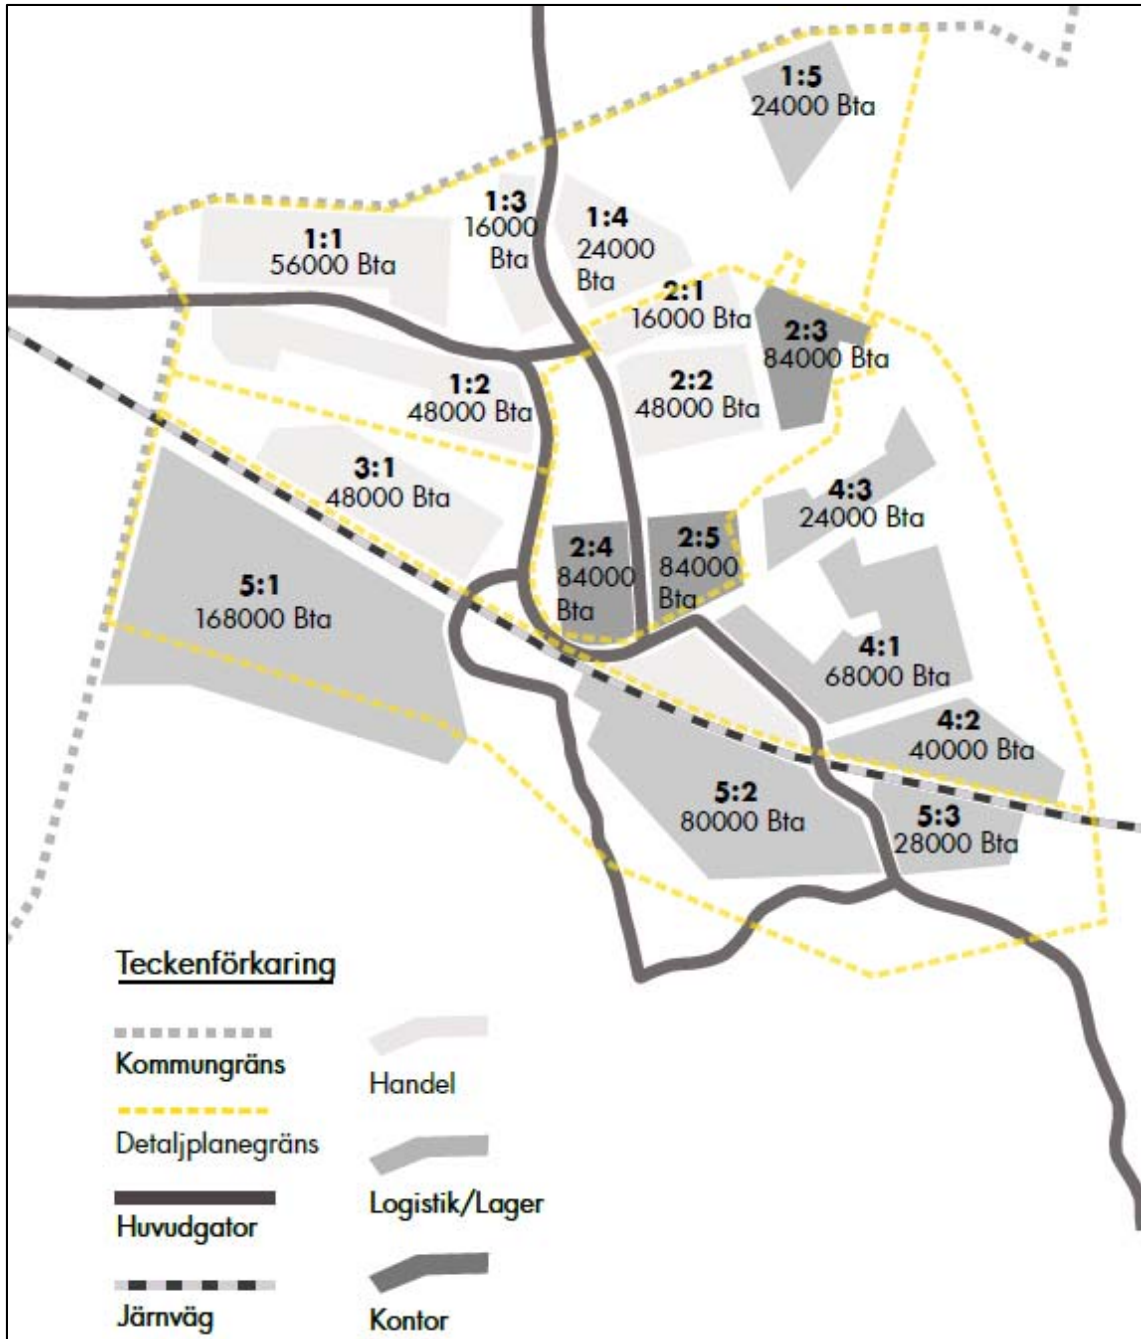 1:5
24000 Bta
1:3
16000
Bta
1:4
24000
Bta
1:1
56000 Bta
2:1
16000 Bta
2:3
84000 Bta
1:2
48000 Bta
2:2
48000 Bta
3:1
48000 Bta
4:3
24000 Bta
2:4
84000
Bta
2:5
84000
Bta
5:1
168000 Bta
4:1
68000 Bta
4:2
40000 Bta
5:2
80000 Bta
5:3
28000 Bta
Teckenförkaring
Kommungräns
Detaljplanegräns
Huvudgator
Järnväg
Handel
Logistik/Lager
Kontor